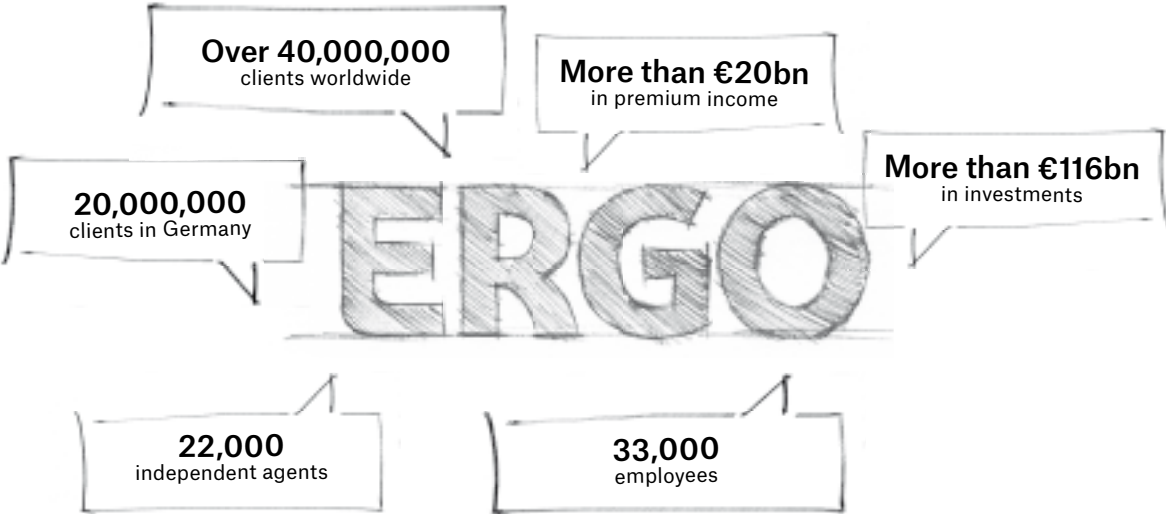 Over 40,000,000
clients worldwide
More than €20bn
in premium income
More than €116bn
in investments
20,000,000
clients in Germany
ERGO
22,000
independent agents
33,000
employees